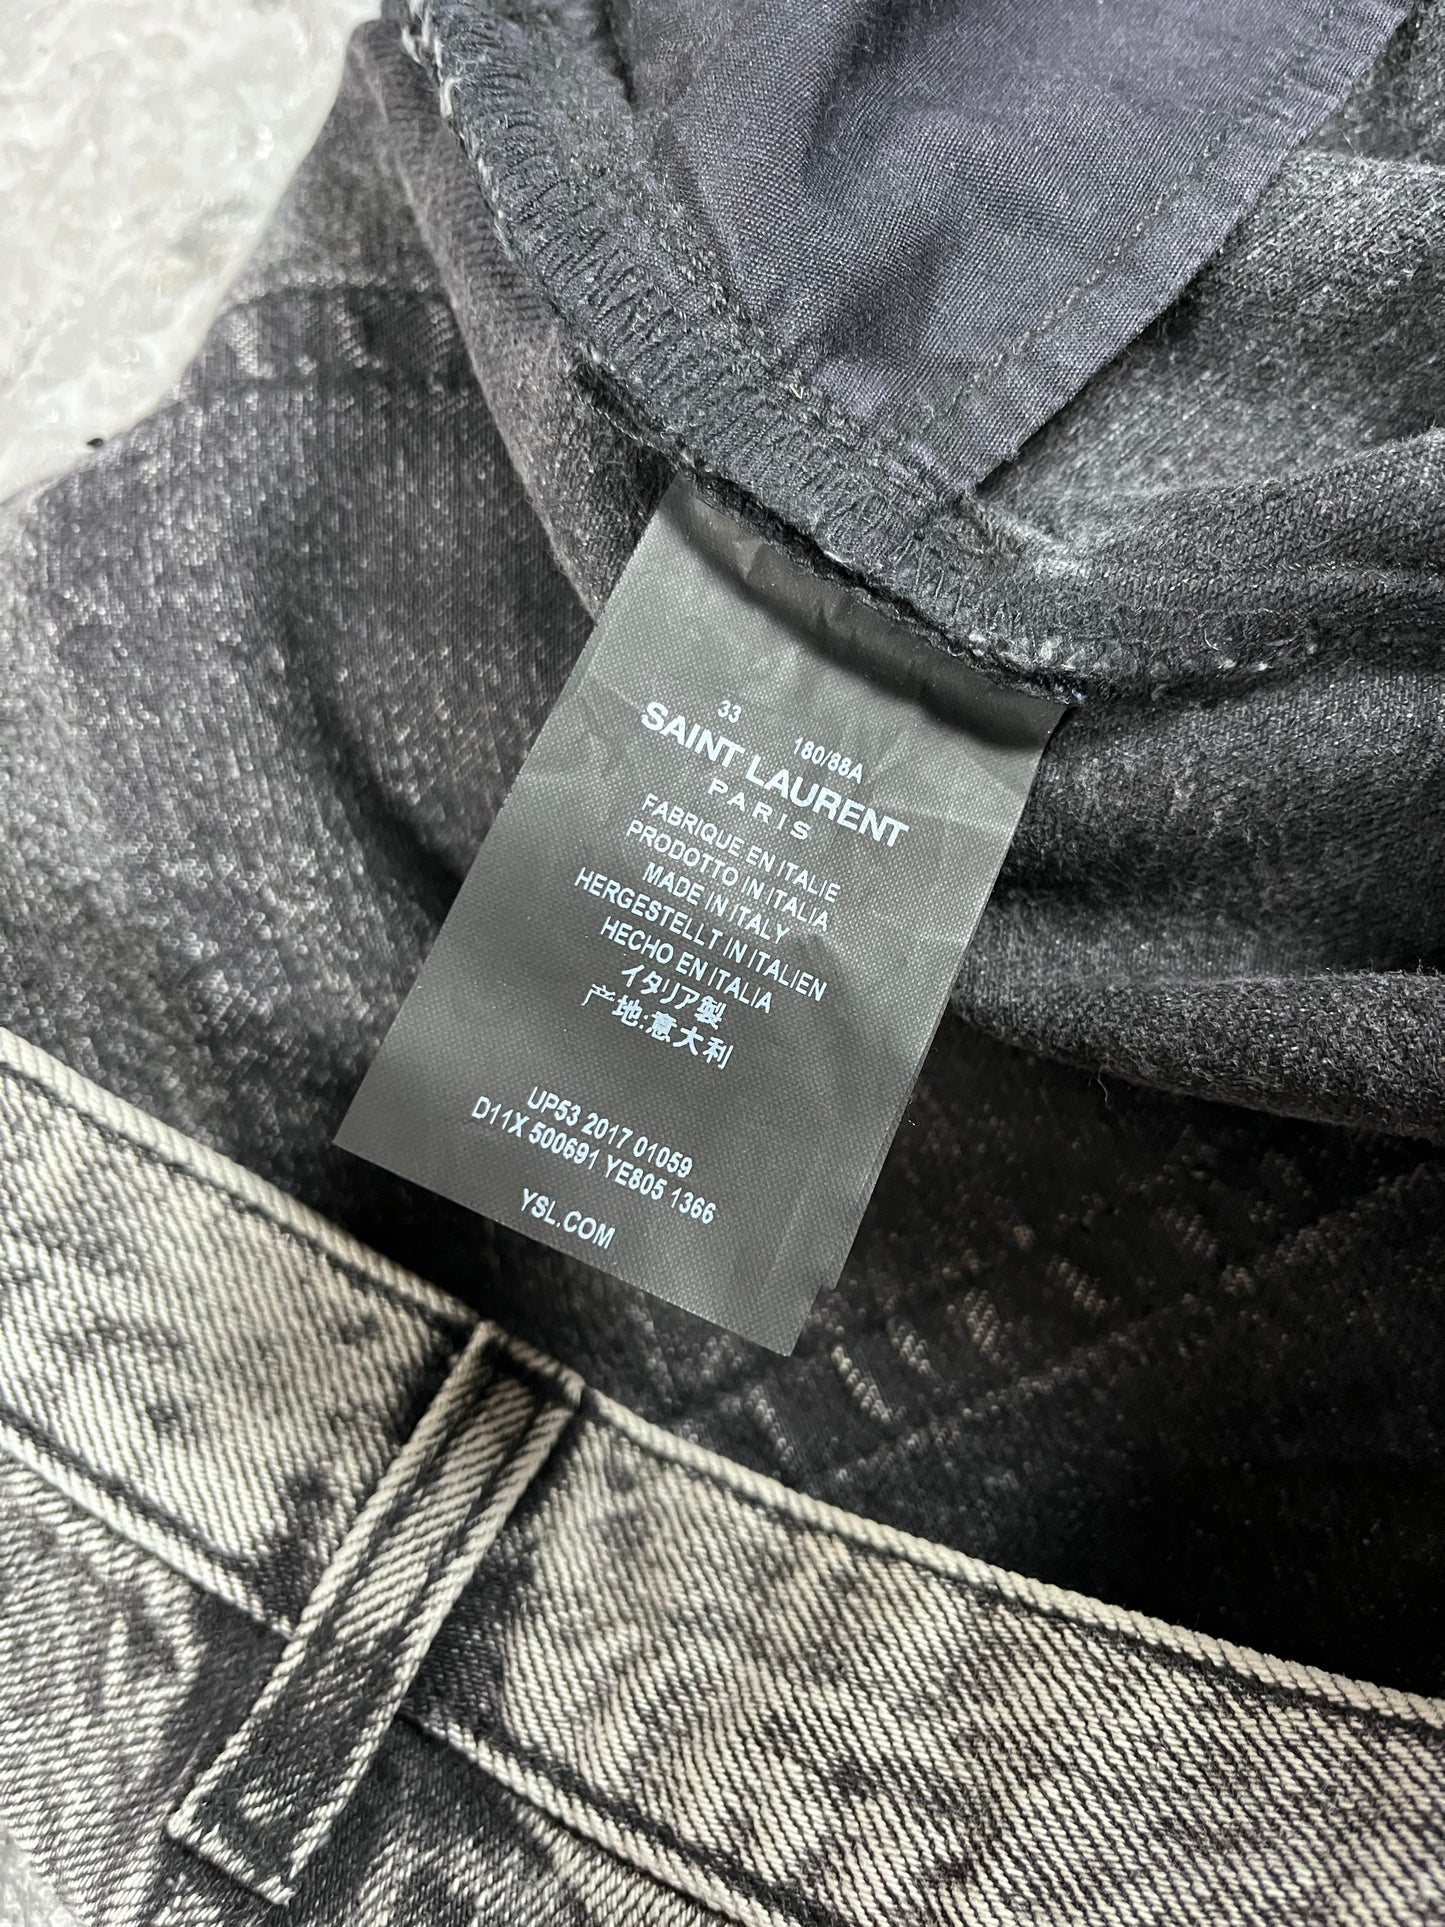 33 180/88A
SAINT LAURENT
PARIS
FABRIQUE EN ITALIE
PRODOTTO IN ITALIA
MADE IN ITALY
HERGESTELLT IN ITALIEN
HECHO EN ITALIA
イタリア製
产地:意大利
UP53 2017 01059
D11X 500691 YE805 1366
YSL.COM